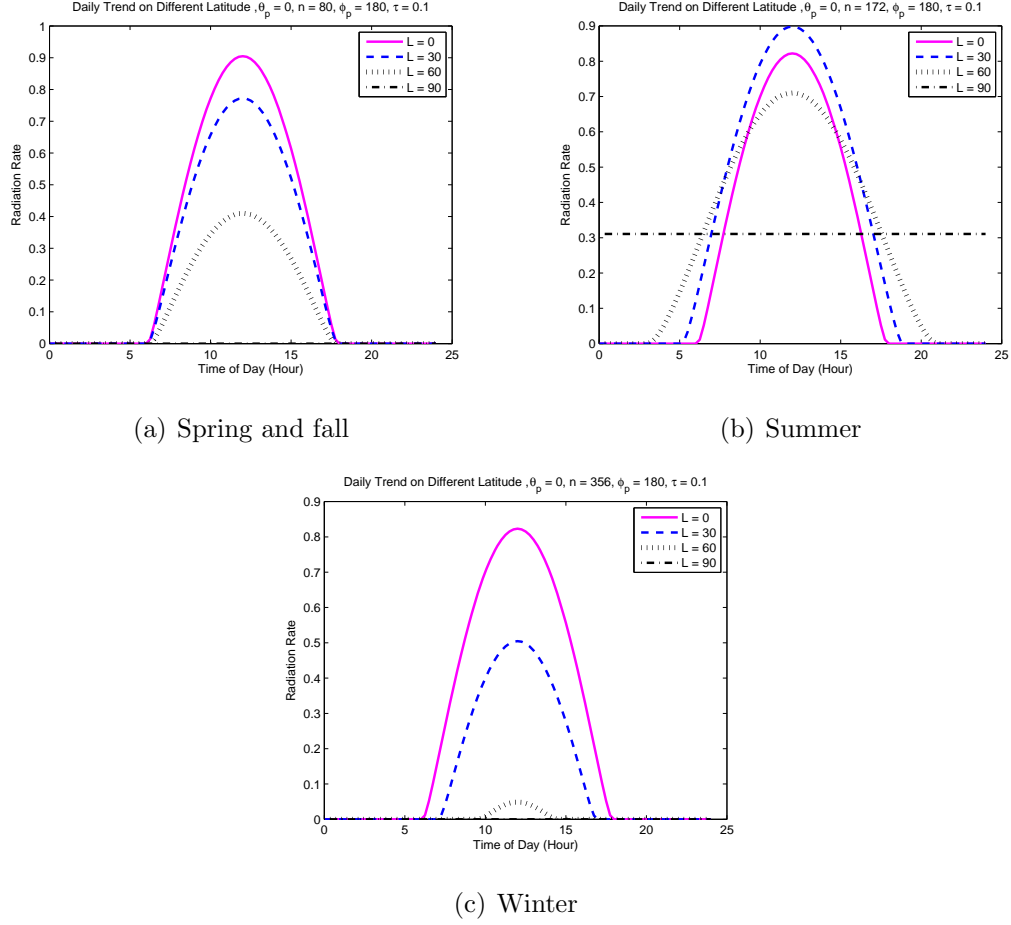 Daily Trend on Different Latitude ,θp = 0, n = 80, ϕp = 180, τ = 0.1
1
0.9
0.8
0.7
0.6
0.5
0.4
0.3
0.2
0.1
0
Radiation Rate
L = 0
L = 30
L = 60
L = 90
0 5 10 15 20 25
Time of Day (Hour)
(a) Spring and fall
Daily Trend on Different Latitude ,θp = 0, n = 172, ϕp = 180, τ = 0.1
0.9
0.8
0.7
0.6
0.5
0.4
0.3
0.2
0.1
0
Radiation Rate
L = 0
L = 30
L = 60
L = 90
0 5 10 15 20 25
Time of Day (Hour)
(b) Summer
Daily Trend on Different Latitude ,θp = 0, n = 356, ϕp = 180, τ = 0.1
0.9
0.8
0.7
0.6
0.5
0.4
0.3
0.2
0.1
0
Radiation Rate
L = 0
L = 30
L = 60
L = 90
0 5 10 15 20 25
Time of Day (Hour)
(c) Winter